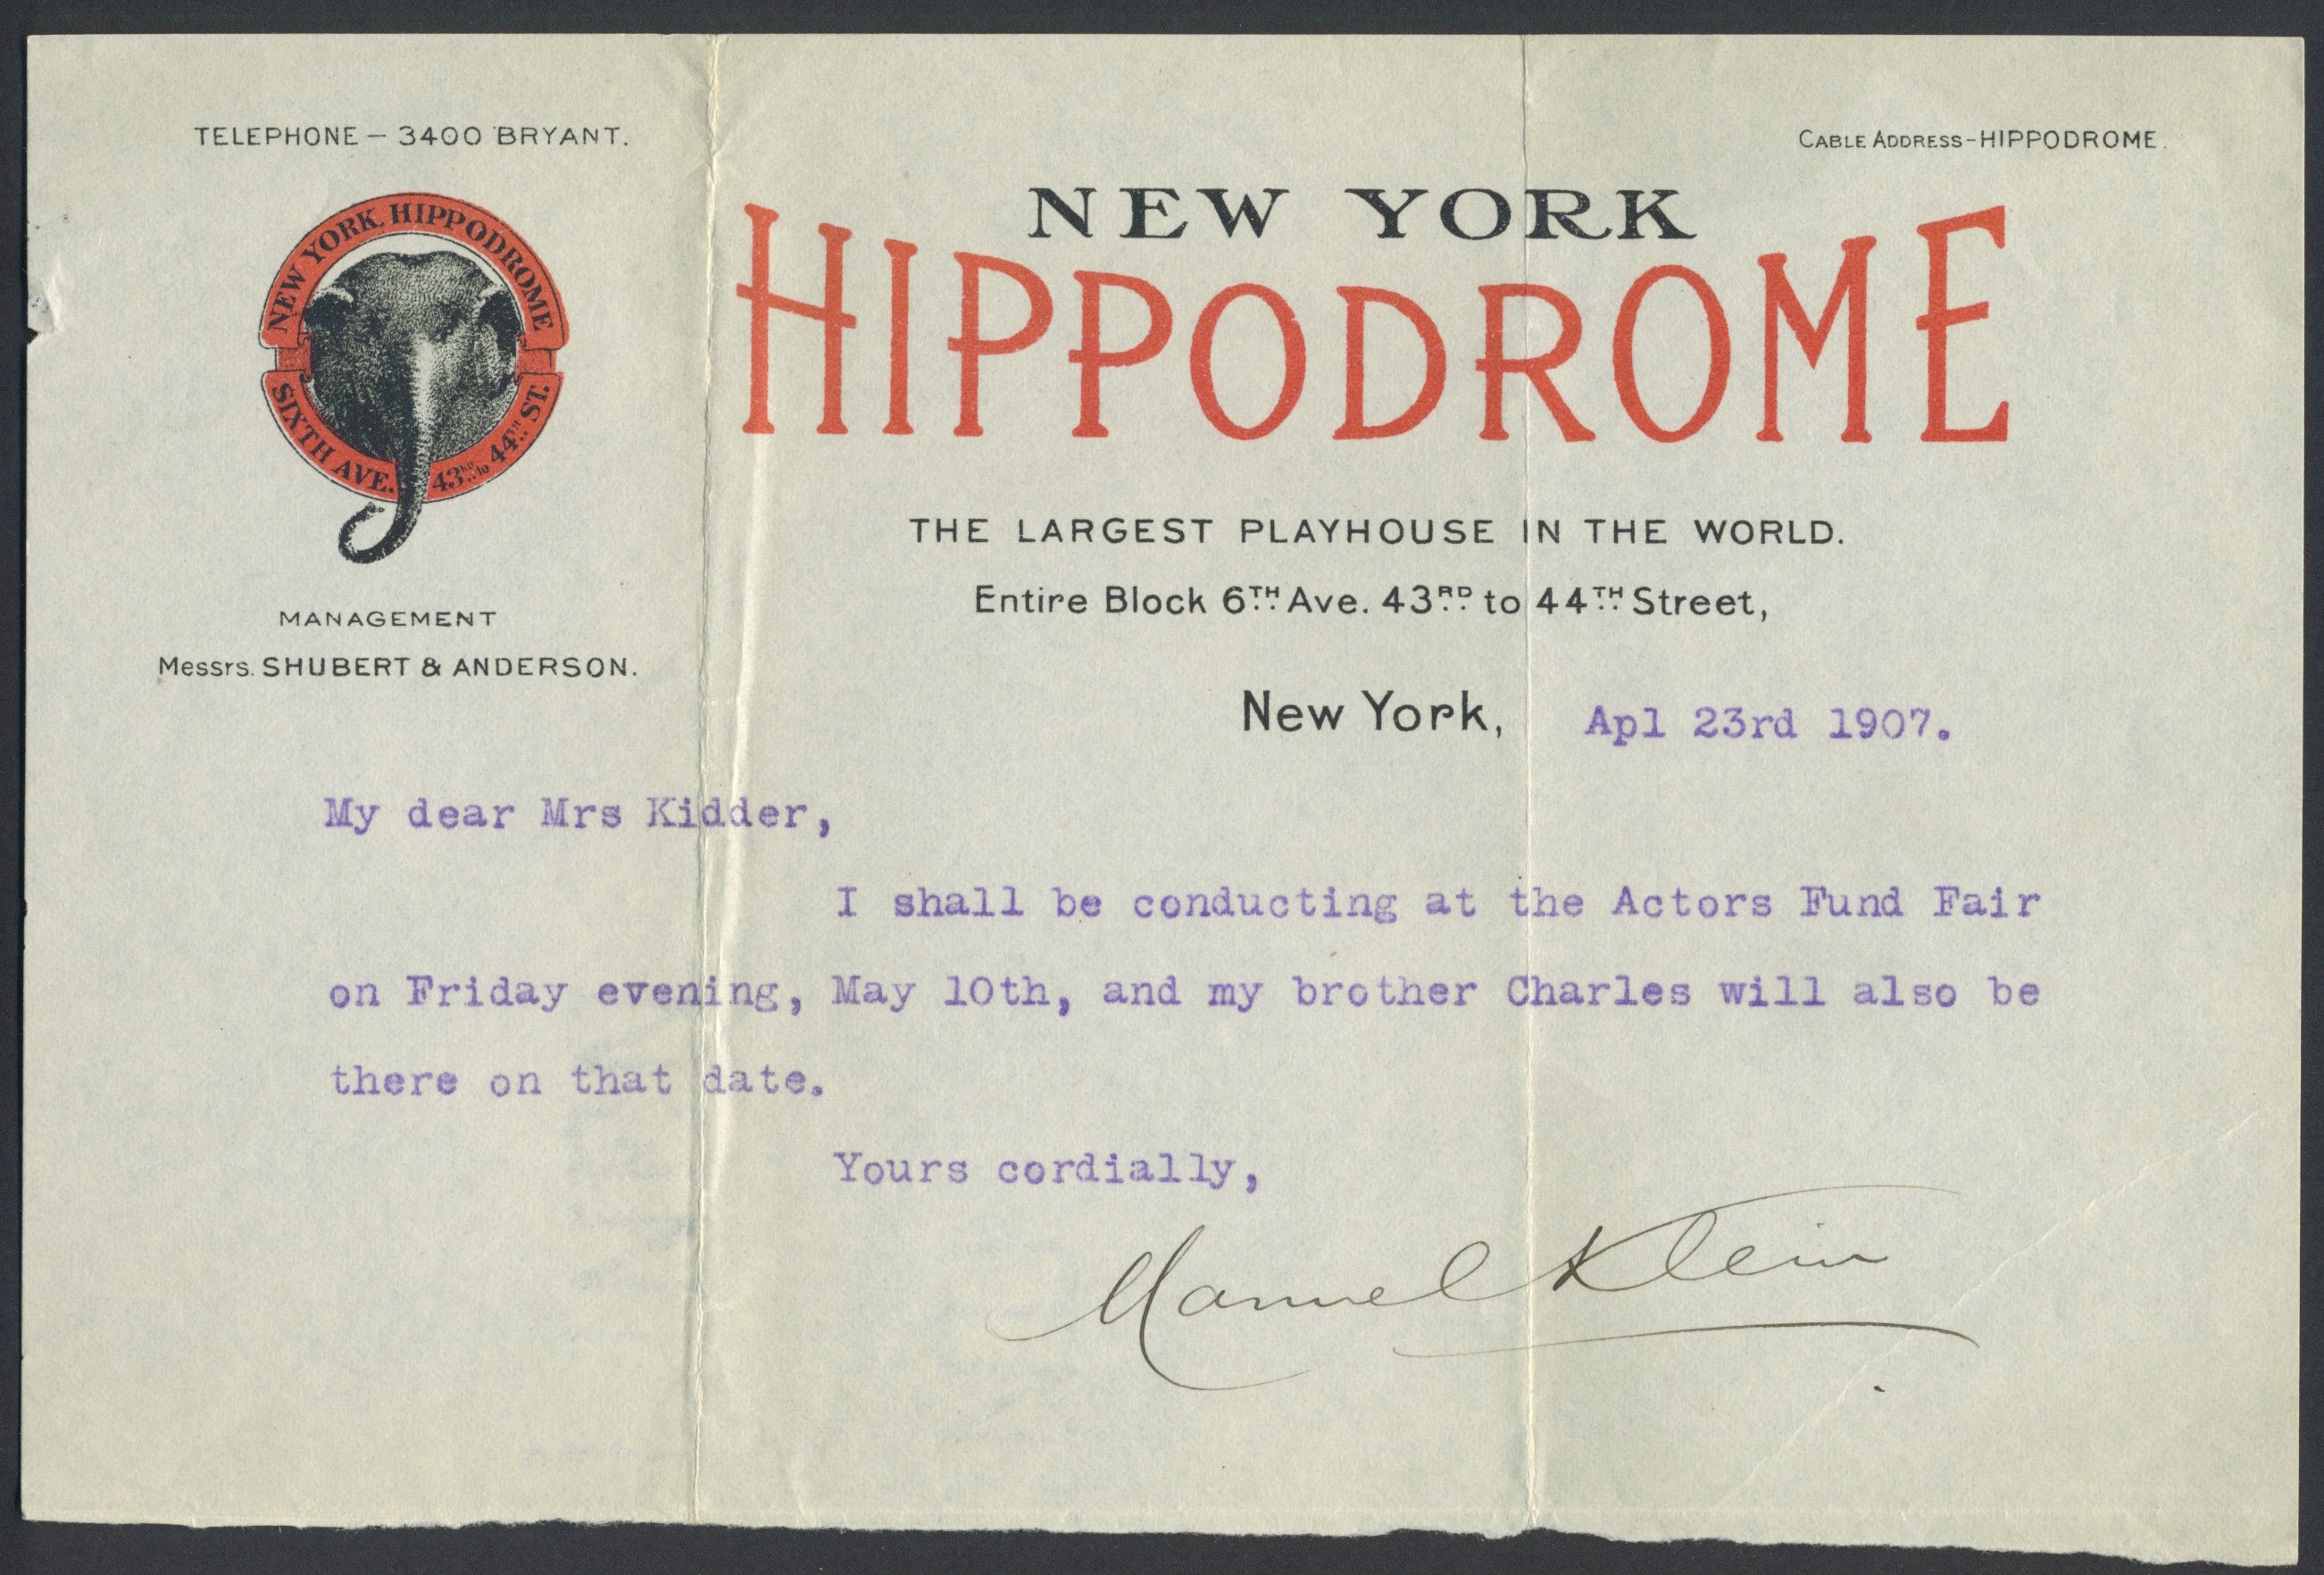 TELEPHONE — 3400 BRYANT.
CABLE ADDRESS-HIPPODROME.
NEW YORK HIPPODROME
SIXTH AVE. 43RD to 44TH ST.
MANAGEMENT
Messrs. SHUBERT & ANDERSON.
NEW YORK
HIPPODROME
THE LARGEST PLAYHOUSE IN THE WORLD.
Entire Block 6TH Ave. 43RD to 44TH Street,
New York, Apl 23rd 1907.
My dear Mrs Kidder,
I shall be conducting at the Actors Fund Fair
on Friday evening, May 10th, and my brother Charles will also be
there on that date.
Yours cordially,
Manuel Klein